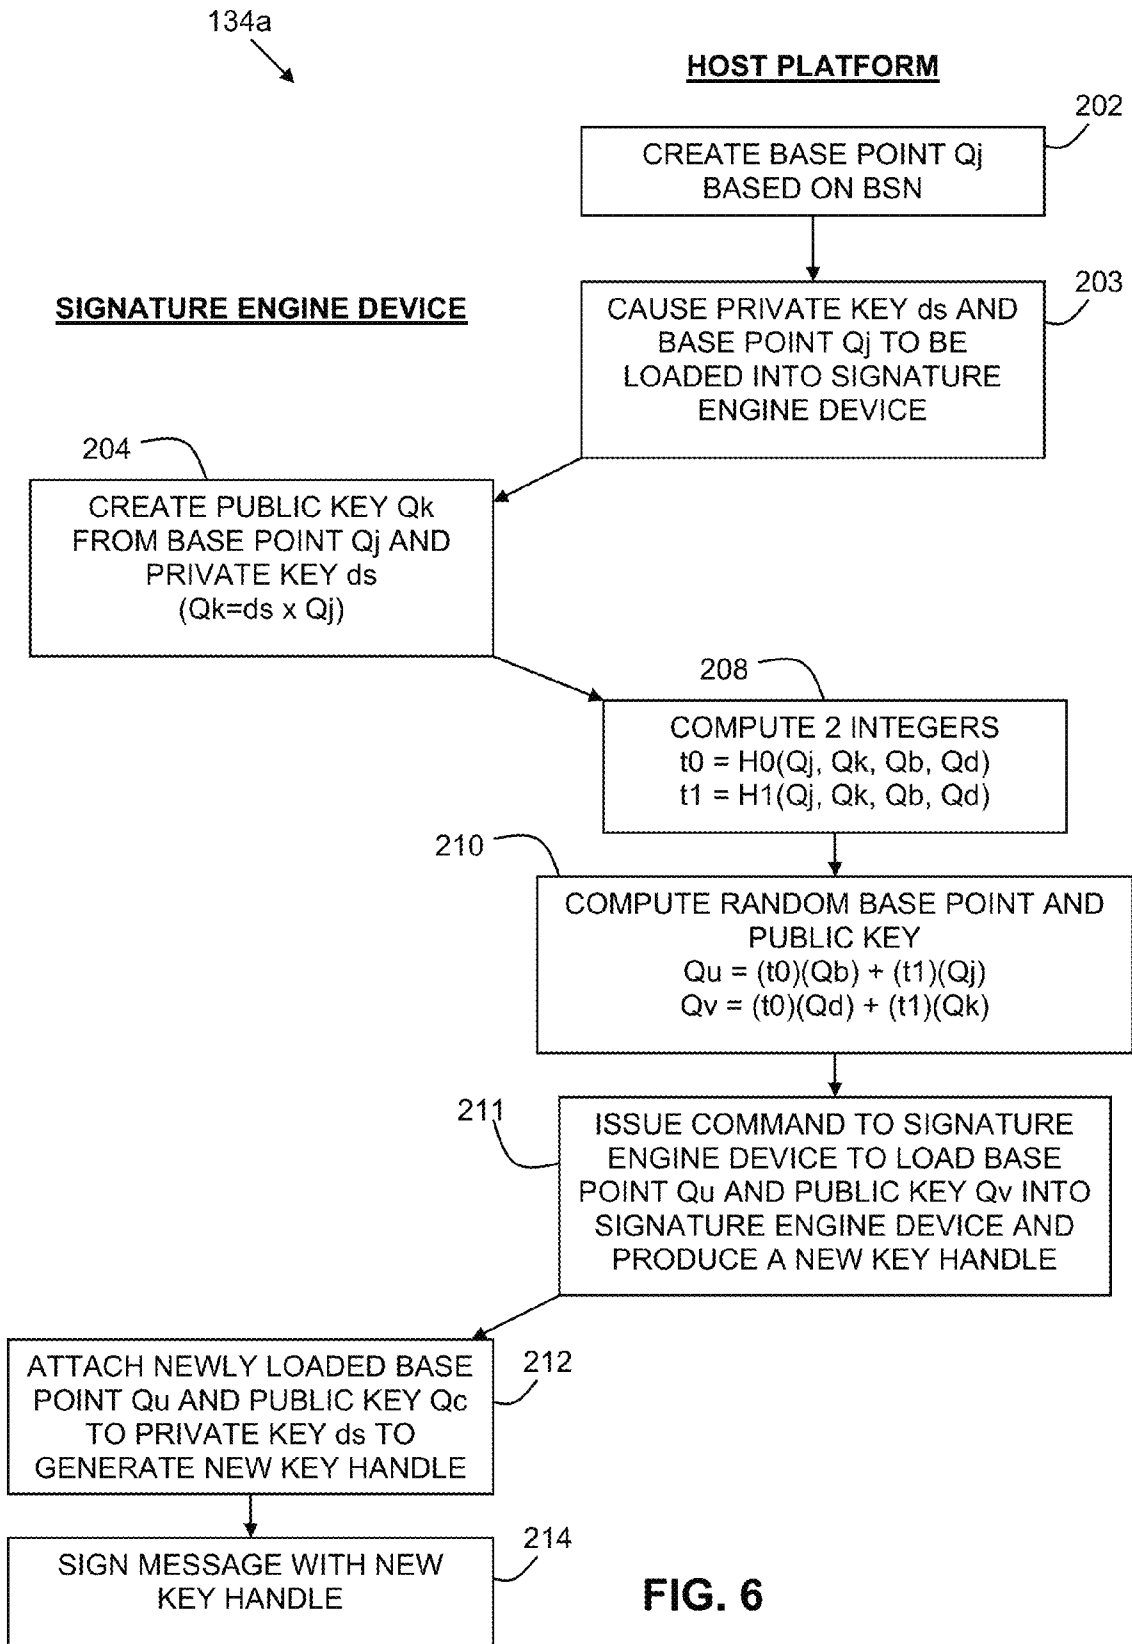 134a
HOST PLATFORM
202
CREATE BASE POINT Qj
BASED ON BSN
203
CAUSE PRIVATE KEY ds AND
BASE POINT Qj TO BE
LOADED INTO SIGNATURE
ENGINE DEVICE
SIGNATURE ENGINE DEVICE
204
CREATE PUBLIC KEY Qk
FROM BASE POINT Qj AND
PRIVATE KEY ds
(Qk=ds x Qj)
208
COMPUTE 2 INTEGERS
t0 = H0(Qj, Qk, Qb, Qd)
t1 = H1(Qj, Qk, Qb, Qd)
210
COMPUTE RANDOM BASE POINT AND
PUBLIC KEY
Qu = (t0)(Qb) + (t1)(Qj)
Qv = (t0)(Qd) + (t1)(Qk)
211
ISSUE COMMAND TO SIGNATURE
ENGINE DEVICE TO LOAD BASE
POINT Qu AND PUBLIC KEY Qv INTO
SIGNATURE ENGINE DEVICE AND
PRODUCE A NEW KEY HANDLE
212
ATTACH NEWLY LOADED BASE
POINT Qu AND PUBLIC KEY Qc
TO PRIVATE KEY ds TO
GENERATE NEW KEY HANDLE
214
SIGN MESSAGE WITH NEW
KEY HANDLE
FIG. 6